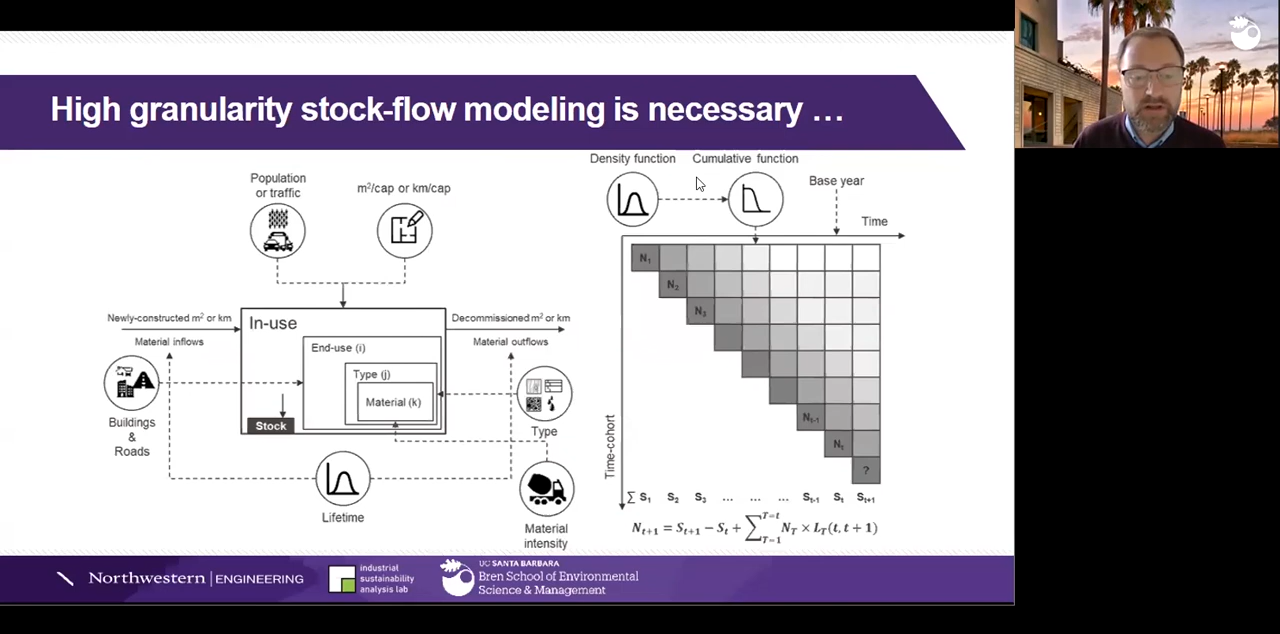 High granularity stock-flow modeling is necessary …
Population
or traffic
m²/cap or km/cap
Newly-constructed m² or km
Material inflows
In-use
End-use (i)
Type (j)
Material (k)
Stock
Decommissioned m² or km
Material outflows
Buildings
&
Roads
Type
Lifetime
Material
intensity
Density function
Cumulative function
Base year
Time
Time-cohort
N₁
N₂
N₃
Nₜ₋₁
Nₜ
?
∑ S₁ S₂ S₃ … … … Sₜ₋₁ Sₜ Sₜ₊₁
Nₜ₊₁ = Sₜ₊₁ − Sₜ + ∑_{T=1}^{T=t} N_T × L_T(t, t + 1)
Northwestern | ENGINEERING
industrial
sustainability
analysis lab
UC SANTA BARBARA
Bren School of Environmental
Science & Management